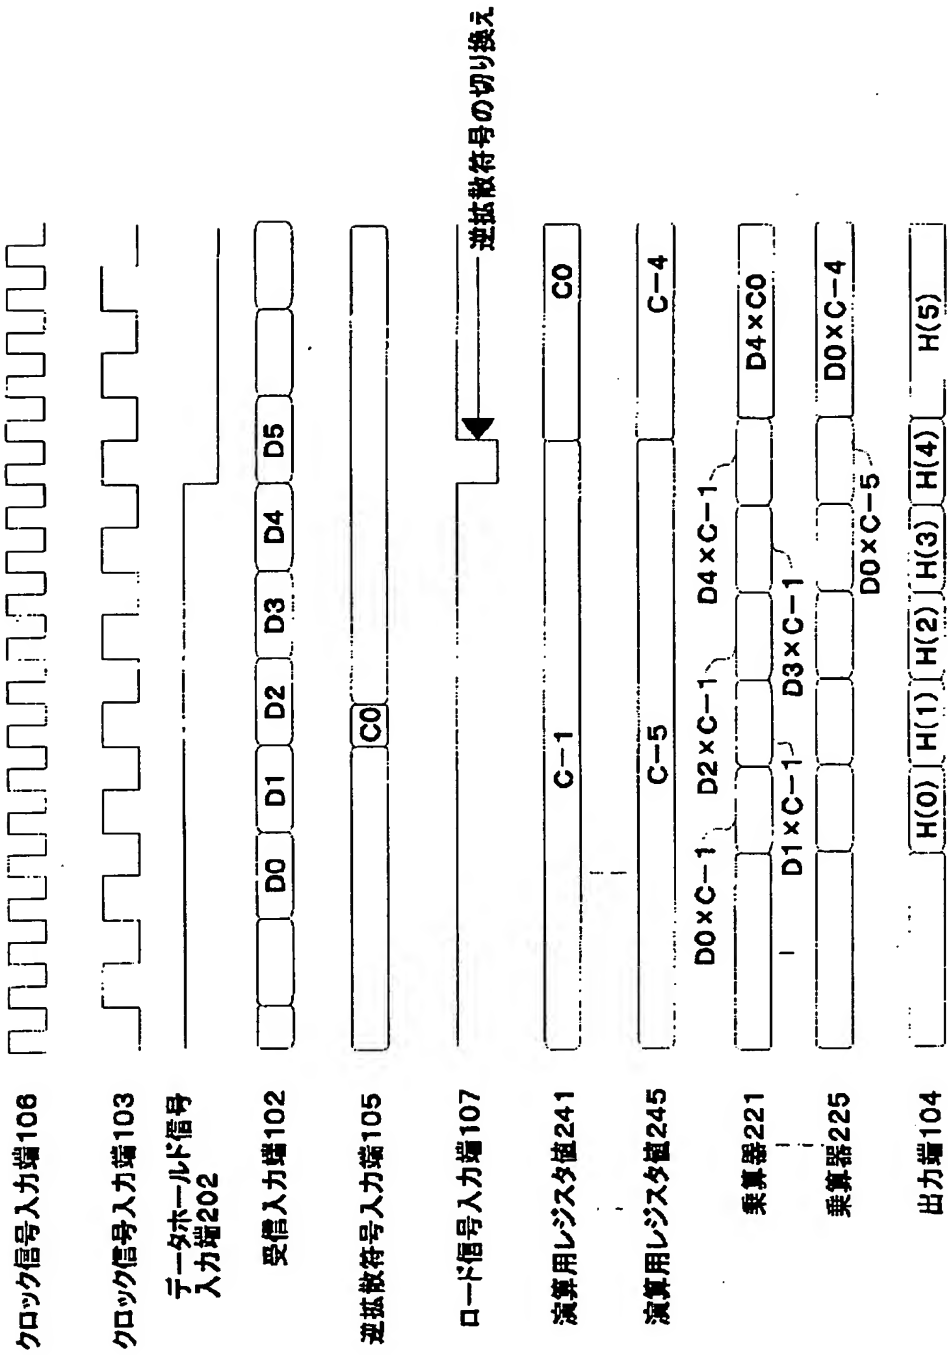 クロック信号入力端106
クロック信号入力端103
データホールド信号
入力端202
受信入力端102
D0
D1
D2
D3
D4
D5
逆拡散符号入力端105
C0
ロード信号入力端107
逆拡散符号の切り換え
演算用レジスタ値241
C-1
C0
演算用レジスタ値245
C-5
C-4
D0×C-1
D2×C-1
D4×C-1
乗算器221
D4×C0
D1×C-1
D3×C-1
乗算器225
D0×C-4
D0×C-5
出力端104
H(0)
H(1)
H(2)
H(3)
H(4)
H(5)